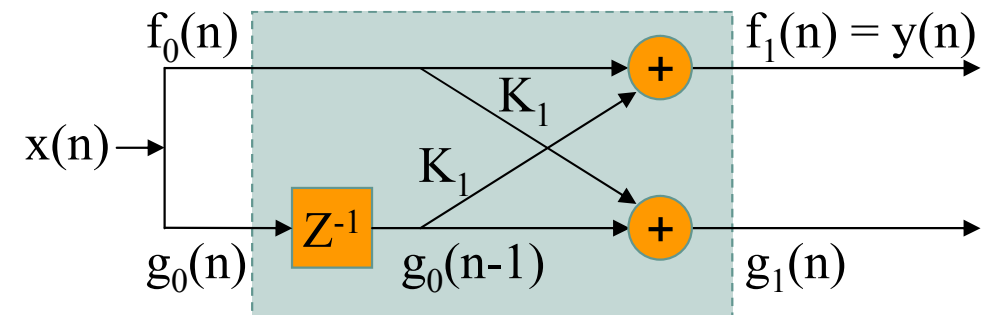 f₀(n)
f₁(n) = y(n)
+
K₁
x(n)
K₁
Z⁻¹
+
g₀(n)
g₀(n-1)
g₁(n)